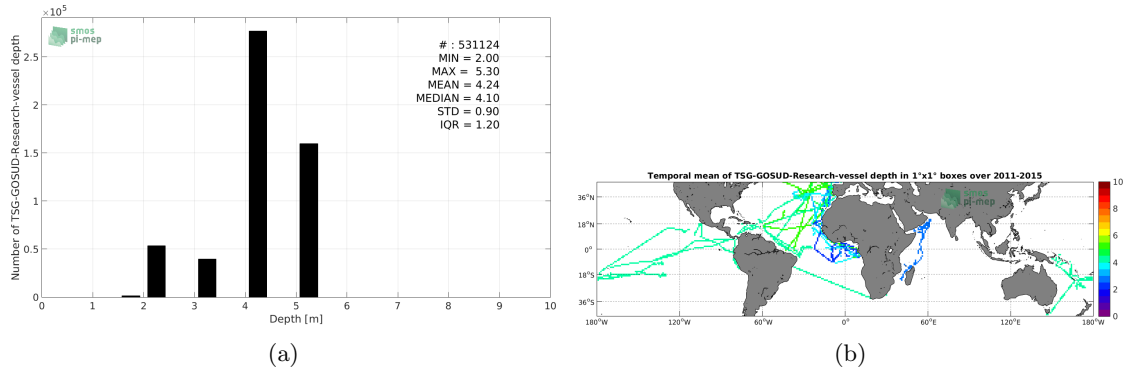 ×10⁵
smos
pi-mep
# : 531124
MIN = 2.00
MAX = 5.30
MEAN = 4.24
MEDIAN = 4.10
STD = 0.90
IQR = 1.20
Number of TSG-GOSUD-Research-vessel depth
2.5
2
1.5
1
0.5
0
0 1 2 3 4 5 6 7 8 9 10
Depth [m]
(a)
Temporal mean of TSG-GOSUD-Research-vessel depth in 1°x1° boxes over 2011-2015
smos
pi-mep
36°N
18°N
0°
18°S
36°S
180°W 120°W 60°W 0° 60°E 120°E 180°E
10
8
6
4
2
0
(b)